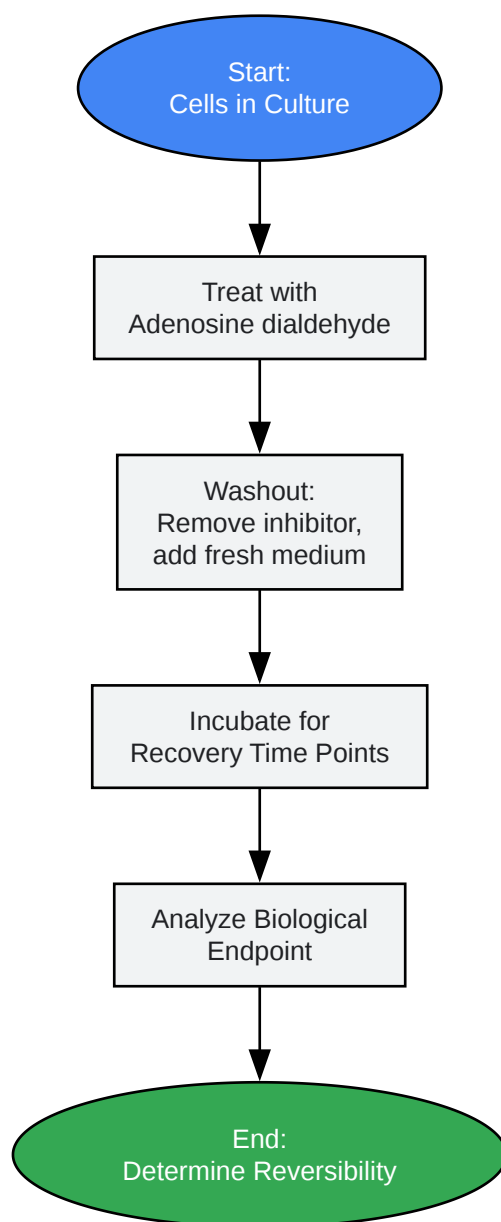 Start:
Cells in Culture
Treat with
Adenosine dialdehyde
Washout:
Remove inhibitor,
add fresh medium
Incubate for
Recovery Time Points
Analyze Biological
Endpoint
End:
Determine Reversibility